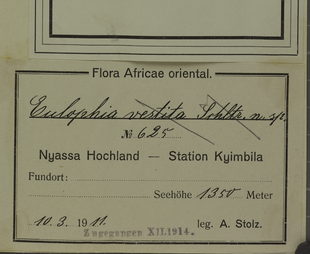 Flora Africae oriental.
Eulophia vestita Schltr. n. sp.
№ 625
Nyassa Hochland — Station Kyimbila
Fundort:
Seehöhe 1350 Meter
10. 3. 1911. leg. A. Stolz.
Zugegangen XII.1914.